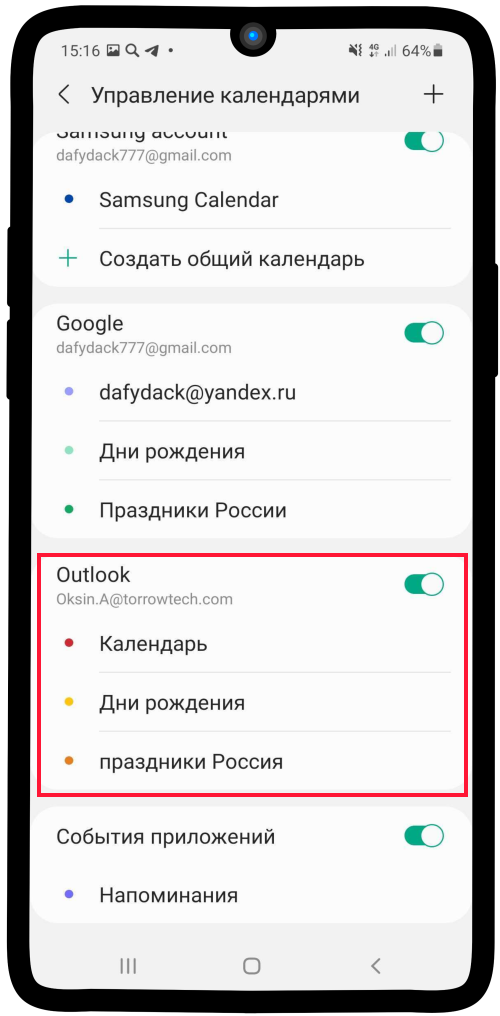 15:16
4G
64%
Управление календарями
Samsung account
dafydack777@gmail.com
Samsung Calendar
Создать общий календарь
Google
dafydack777@gmail.com
dafydack@yandex.ru
Дни рождения
Праздники России
Outlook
Oksin.A@torrowtech.com
Календарь
Дни рождения
праздники Россия
События приложений
Напоминания